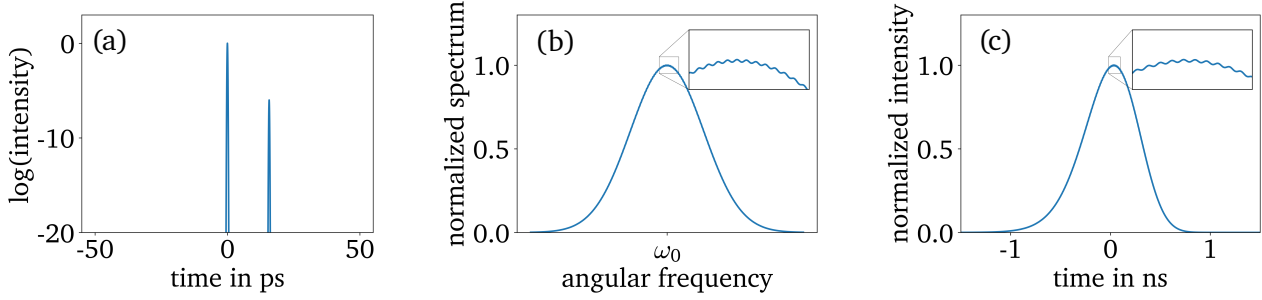 (a)
log(intensity)
0
-10
-20
-50
0
50
time in ps
(b)
normalized spectrum
1.0
0.5
0.0
ω₀
angular frequency
(c)
normalized intensity
1.0
0.5
0.0
-1
0
1
time in ns